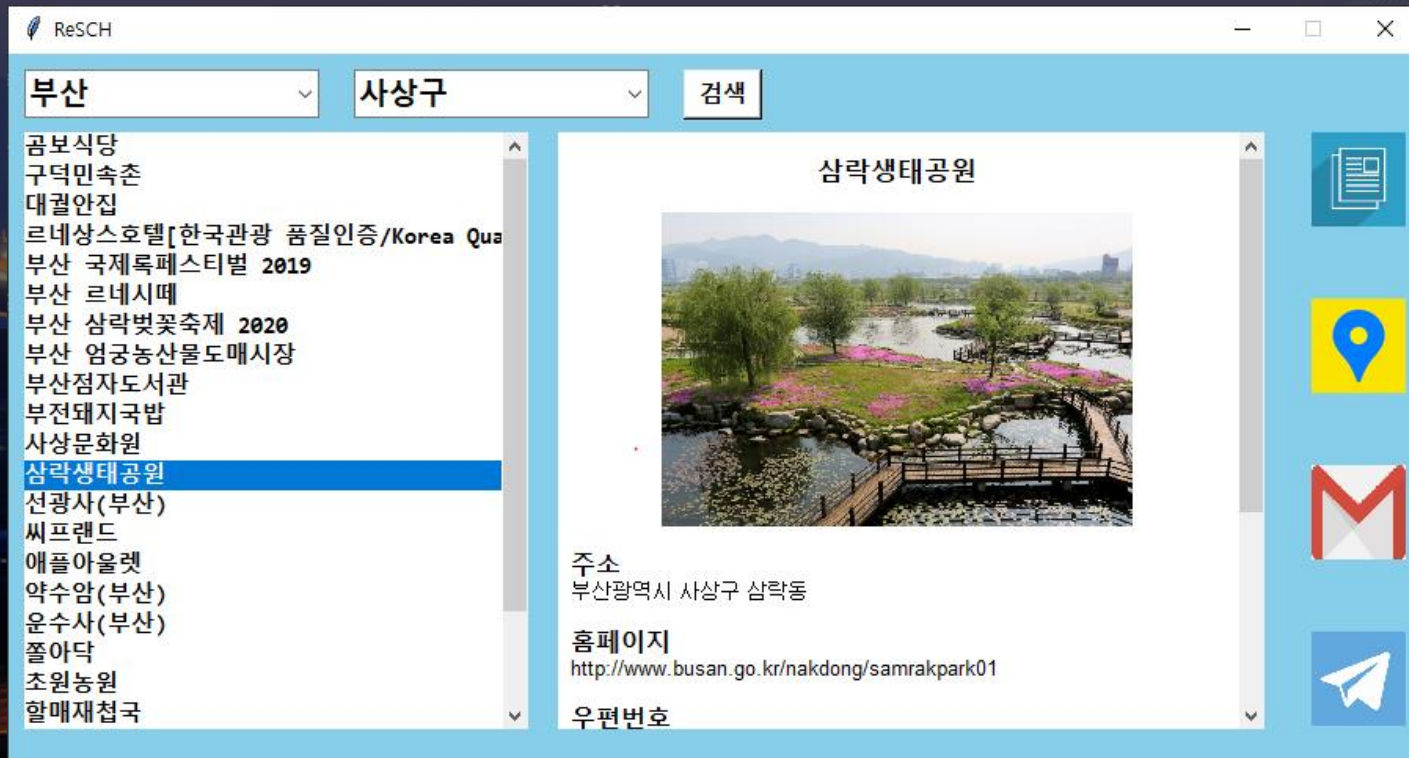 ReSCH
부산
사상구
검색
곰보식당
구덕민속촌
대궐안집
르네상스호텔[한국관광 품질인증/Korea Qua
부산 국제록페스티벌 2019
부산 르네시떼
부산 삼락벚꽃축제 2020
부산 엄궁농산물도매시장
부산점자도서관
부전돼지국밥
사상문화원
삼락생태공원
선광사(부산)
씨프랜드
애플아울렛
약수암(부산)
운수사(부산)
쫄아닭
초원농원
할매재첩국
삼락생태공원
주소
부산광역시 사상구 삼락동
홈페이지
http://www.busan.go.kr/nakdong/samrakpark01
우편번호